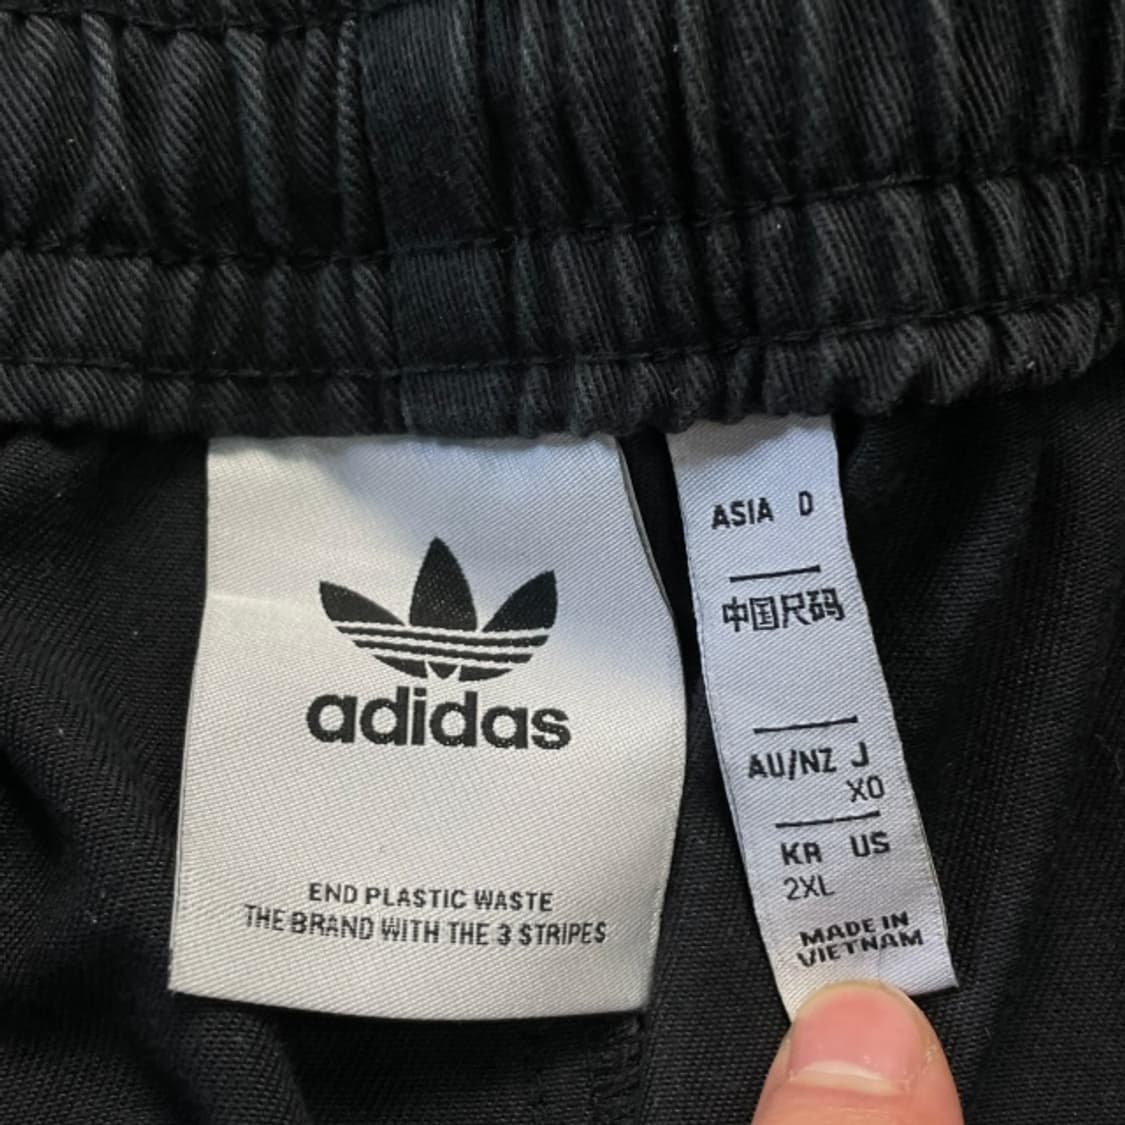 adidas
END PLASTIC WASTE
THE BRAND WITH THE 3 STRIPES
ASIA D
中国尺码
AU/NZ J
XO
KR US
2XL
MADE IN
VIETNAM